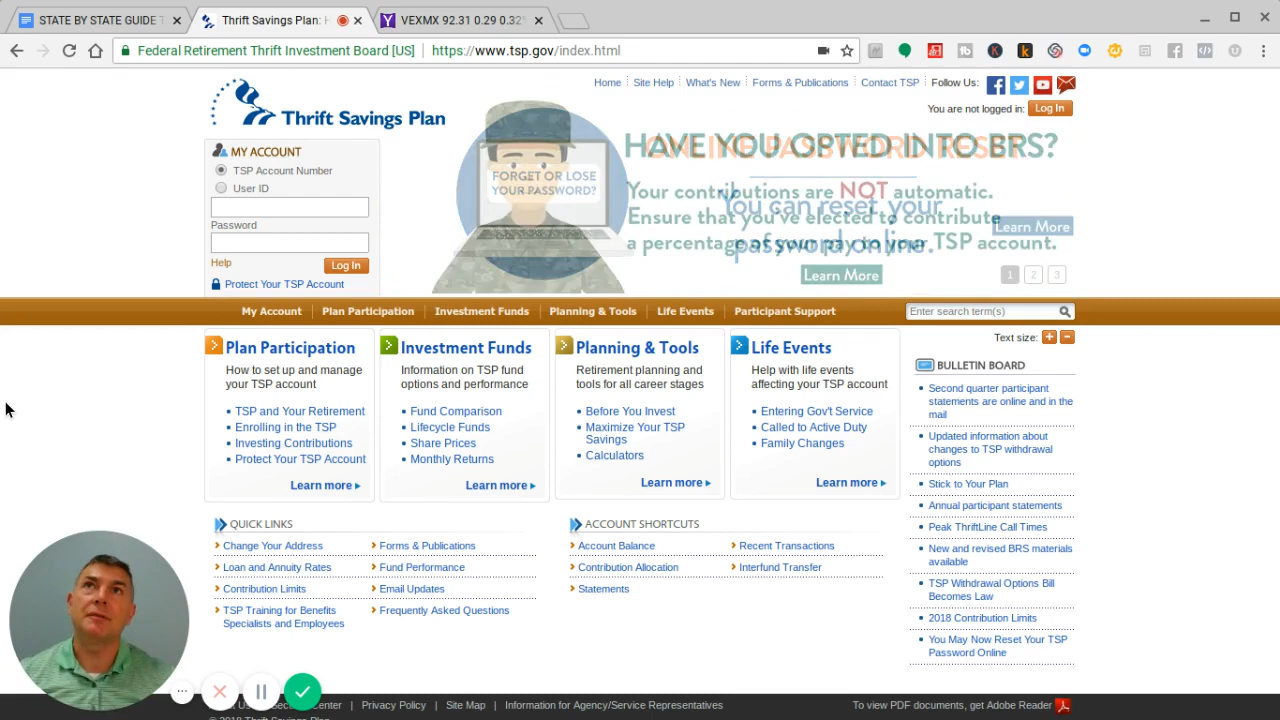 STATE BY STATE GUIDE T
Thrift Savings Plan: H
VEXMX 92.31 0.29 0.32%
Federal Retirement Thrift Investment Board [US]
https://www.tsp.gov/index.html
Home
Site Help
What's New
Forms & Publications
Contact TSP
Follow Us:
Thrift Savings Plan
You are not logged in:
Log In
MY ACCOUNT
TSP Account Number
User ID
Password
Help
Log In
Protect Your TSP Account
FORGET OR LOSE
YOUR PASSWORD?
HAVE YOU OPTED INTO BRS?
ONLINE PASSWORD RESET
Your contributions are NOT automatic.
You can reset your
Ensure that you've elected to contribute
Learn More
a percentage of your pay to your TSP account.
password online.
Learn More
1
2
3
My Account
Plan Participation
Investment Funds
Planning & Tools
Life Events
Participant Support
Enter search term(s)
Text size:
+
-
Plan Participation
How to set up and manage
your TSP account
TSP and Your Retirement
Enrolling in the TSP
Investing Contributions
Protect Your TSP Account
Learn more
Investment Funds
Information on TSP fund
options and performance
Fund Comparison
Lifecycle Funds
Share Prices
Monthly Returns
Learn more
Planning & Tools
Retirement planning and
tools for all career stages
Before You Invest
Maximize Your TSP
Savings
Calculators
Learn more
Life Events
Help with life events
affecting your TSP account
Entering Gov't Service
Called to Active Duty
Family Changes
Learn more
BULLETIN BOARD
Second quarter participant
statements are online and in the
mail
Updated information about
changes to TSP withdrawal
options
Stick to Your Plan
Annual participant statements
Peak ThriftLine Call Times
New and revised BRS materials
available
TSP Withdrawal Options Bill
Becomes Law
2018 Contribution Limits
You May Now Reset Your TSP
Password Online
QUICK LINKS
Change Your Address
Loan and Annuity Rates
Contribution Limits
TSP Training for Benefits
Specialists and Employees
Forms & Publications
Fund Performance
Email Updates
Frequently Asked Questions
ACCOUNT SHORTCUTS
Account Balance
Contribution Allocation
Statements
Recent Transactions
Interfund Transfer
Center
Privacy Policy
Site Map
Information for Agency/Service Representatives
To view PDF documents, get Adobe Reader
© 2018 Thrift Savings Plan